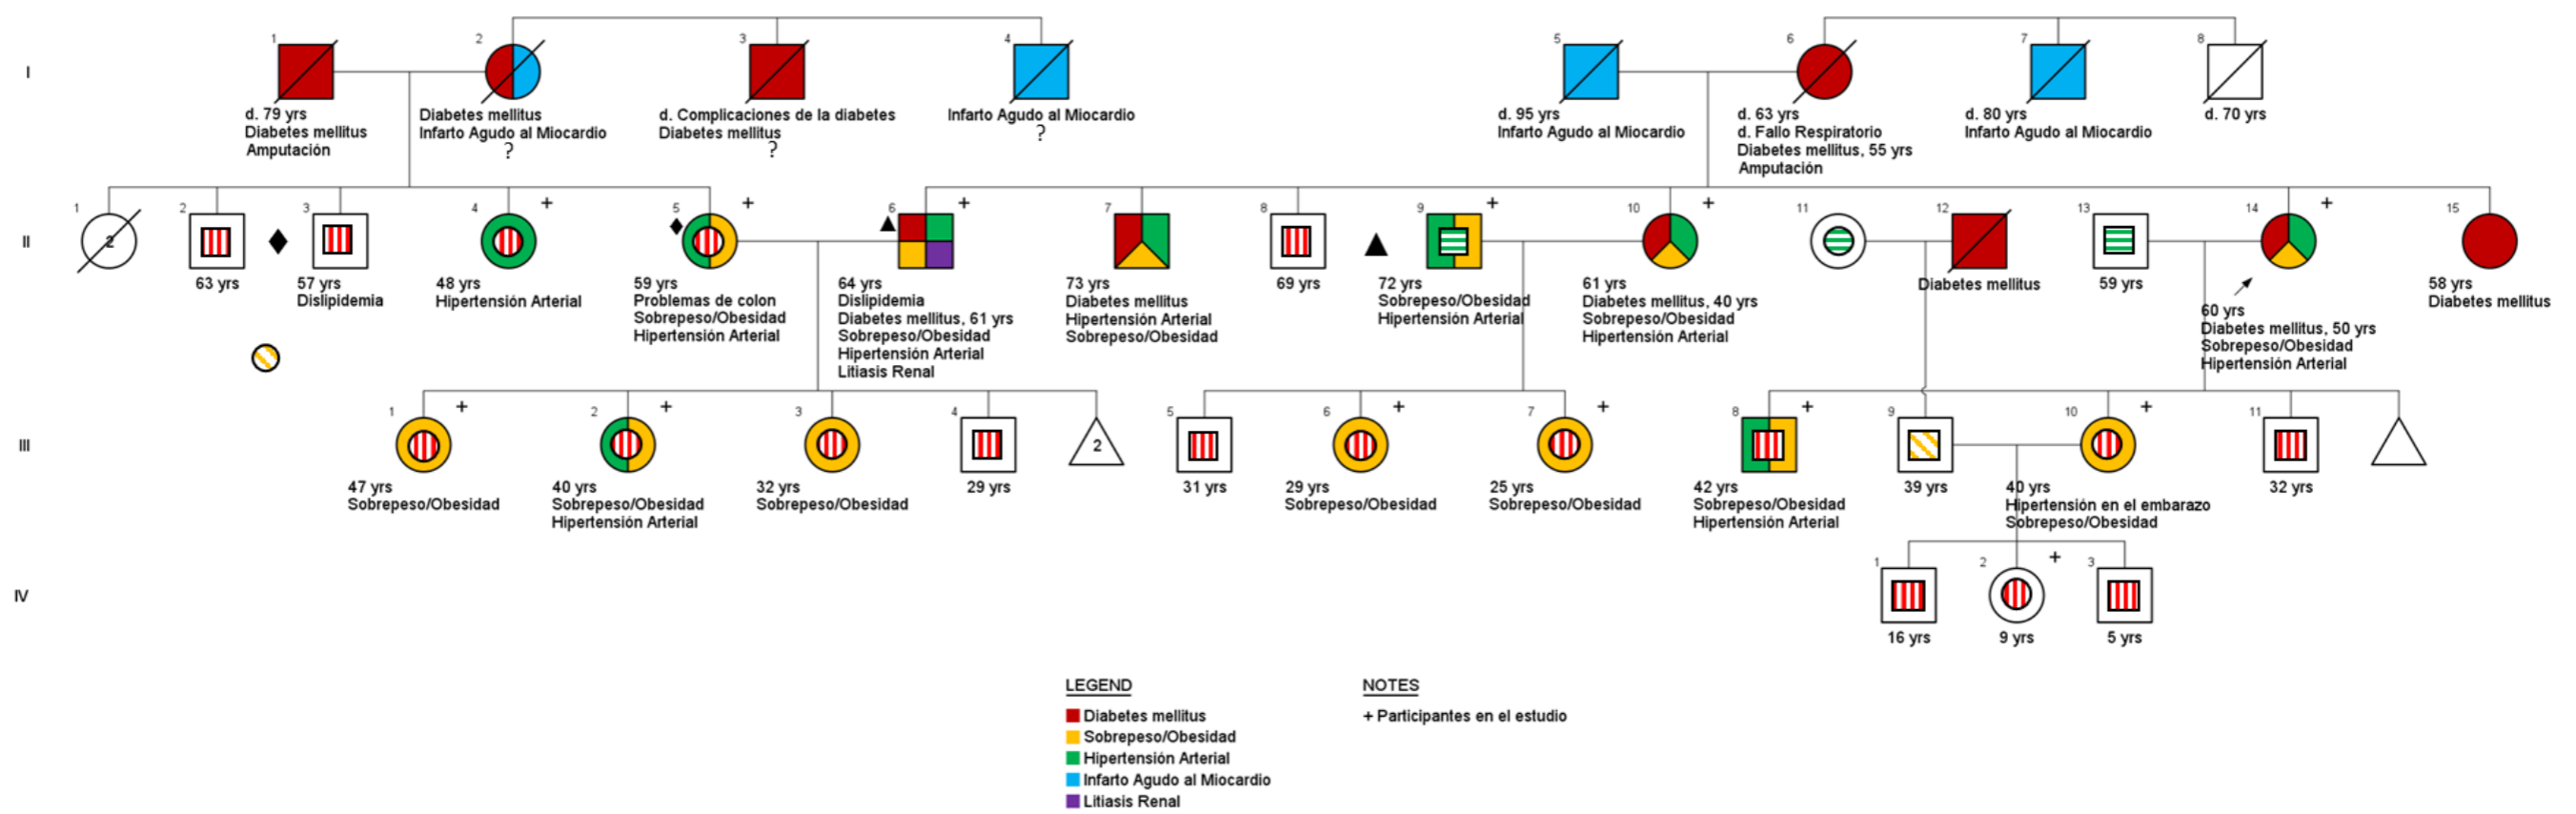 I
1
d. 79 yrs
Diabetes mellitus
Amputación
2
Diabetes mellitus
Infarto Agudo al Miocardio
?
3
d. Complicaciones de la diabetes
Diabetes mellitus
?
4
Infarto Agudo al Miocardio
?
5
d. 95 yrs
Infarto Agudo al Miocardio
6
d. 63 yrs
d. Fallo Respiratorio
Diabetes mellitus, 55 yrs
Amputación
7
d. 80 yrs
Infarto Agudo al Miocardio
8
d. 70 yrs
II
1
2
2
63 yrs
3
57 yrs
Dislipidemia
4
+
48 yrs
Hipertensión Arterial
5
+
59 yrs
Problemas de colon
Sobrepeso/Obesidad
Hipertensión Arterial
6
+
64 yrs
Dislipidemia
Diabetes mellitus, 61 yrs
Sobrepeso/Obesidad
Hipertensión Arterial
Litiasis Renal
7
73 yrs
Diabetes mellitus
Hipertensión Arterial
Sobrepeso/Obesidad
8
69 yrs
9
+
72 yrs
Sobrepeso/Obesidad
Hipertensión Arterial
10
+
61 yrs
Diabetes mellitus, 40 yrs
Sobrepeso/Obesidad
Hipertensión Arterial
11
12
Diabetes mellitus
13
59 yrs
14
+
60 yrs
Diabetes mellitus, 50 yrs
Sobrepeso/Obesidad
Hipertensión Arterial
15
58 yrs
Diabetes mellitus
III
1
+
47 yrs
Sobrepeso/Obesidad
2
+
40 yrs
Sobrepeso/Obesidad
Hipertensión Arterial
3
32 yrs
Sobrepeso/Obesidad
4
29 yrs
2
5
31 yrs
6
+
29 yrs
Sobrepeso/Obesidad
7
+
25 yrs
Sobrepeso/Obesidad
8
+
42 yrs
Sobrepeso/Obesidad
Hipertensión Arterial
9
39 yrs
10
+
40 yrs
Hipertensión en el embarazo
Sobrepeso/Obesidad
11
32 yrs
IV
1
16 yrs
2
+
9 yrs
3
5 yrs
LEGEND
Diabetes mellitus
Sobrepeso/Obesidad
Hipertensión Arterial
Infarto Agudo al Miocardio
Litiasis Renal
NOTES
+ Participantes en el estudio